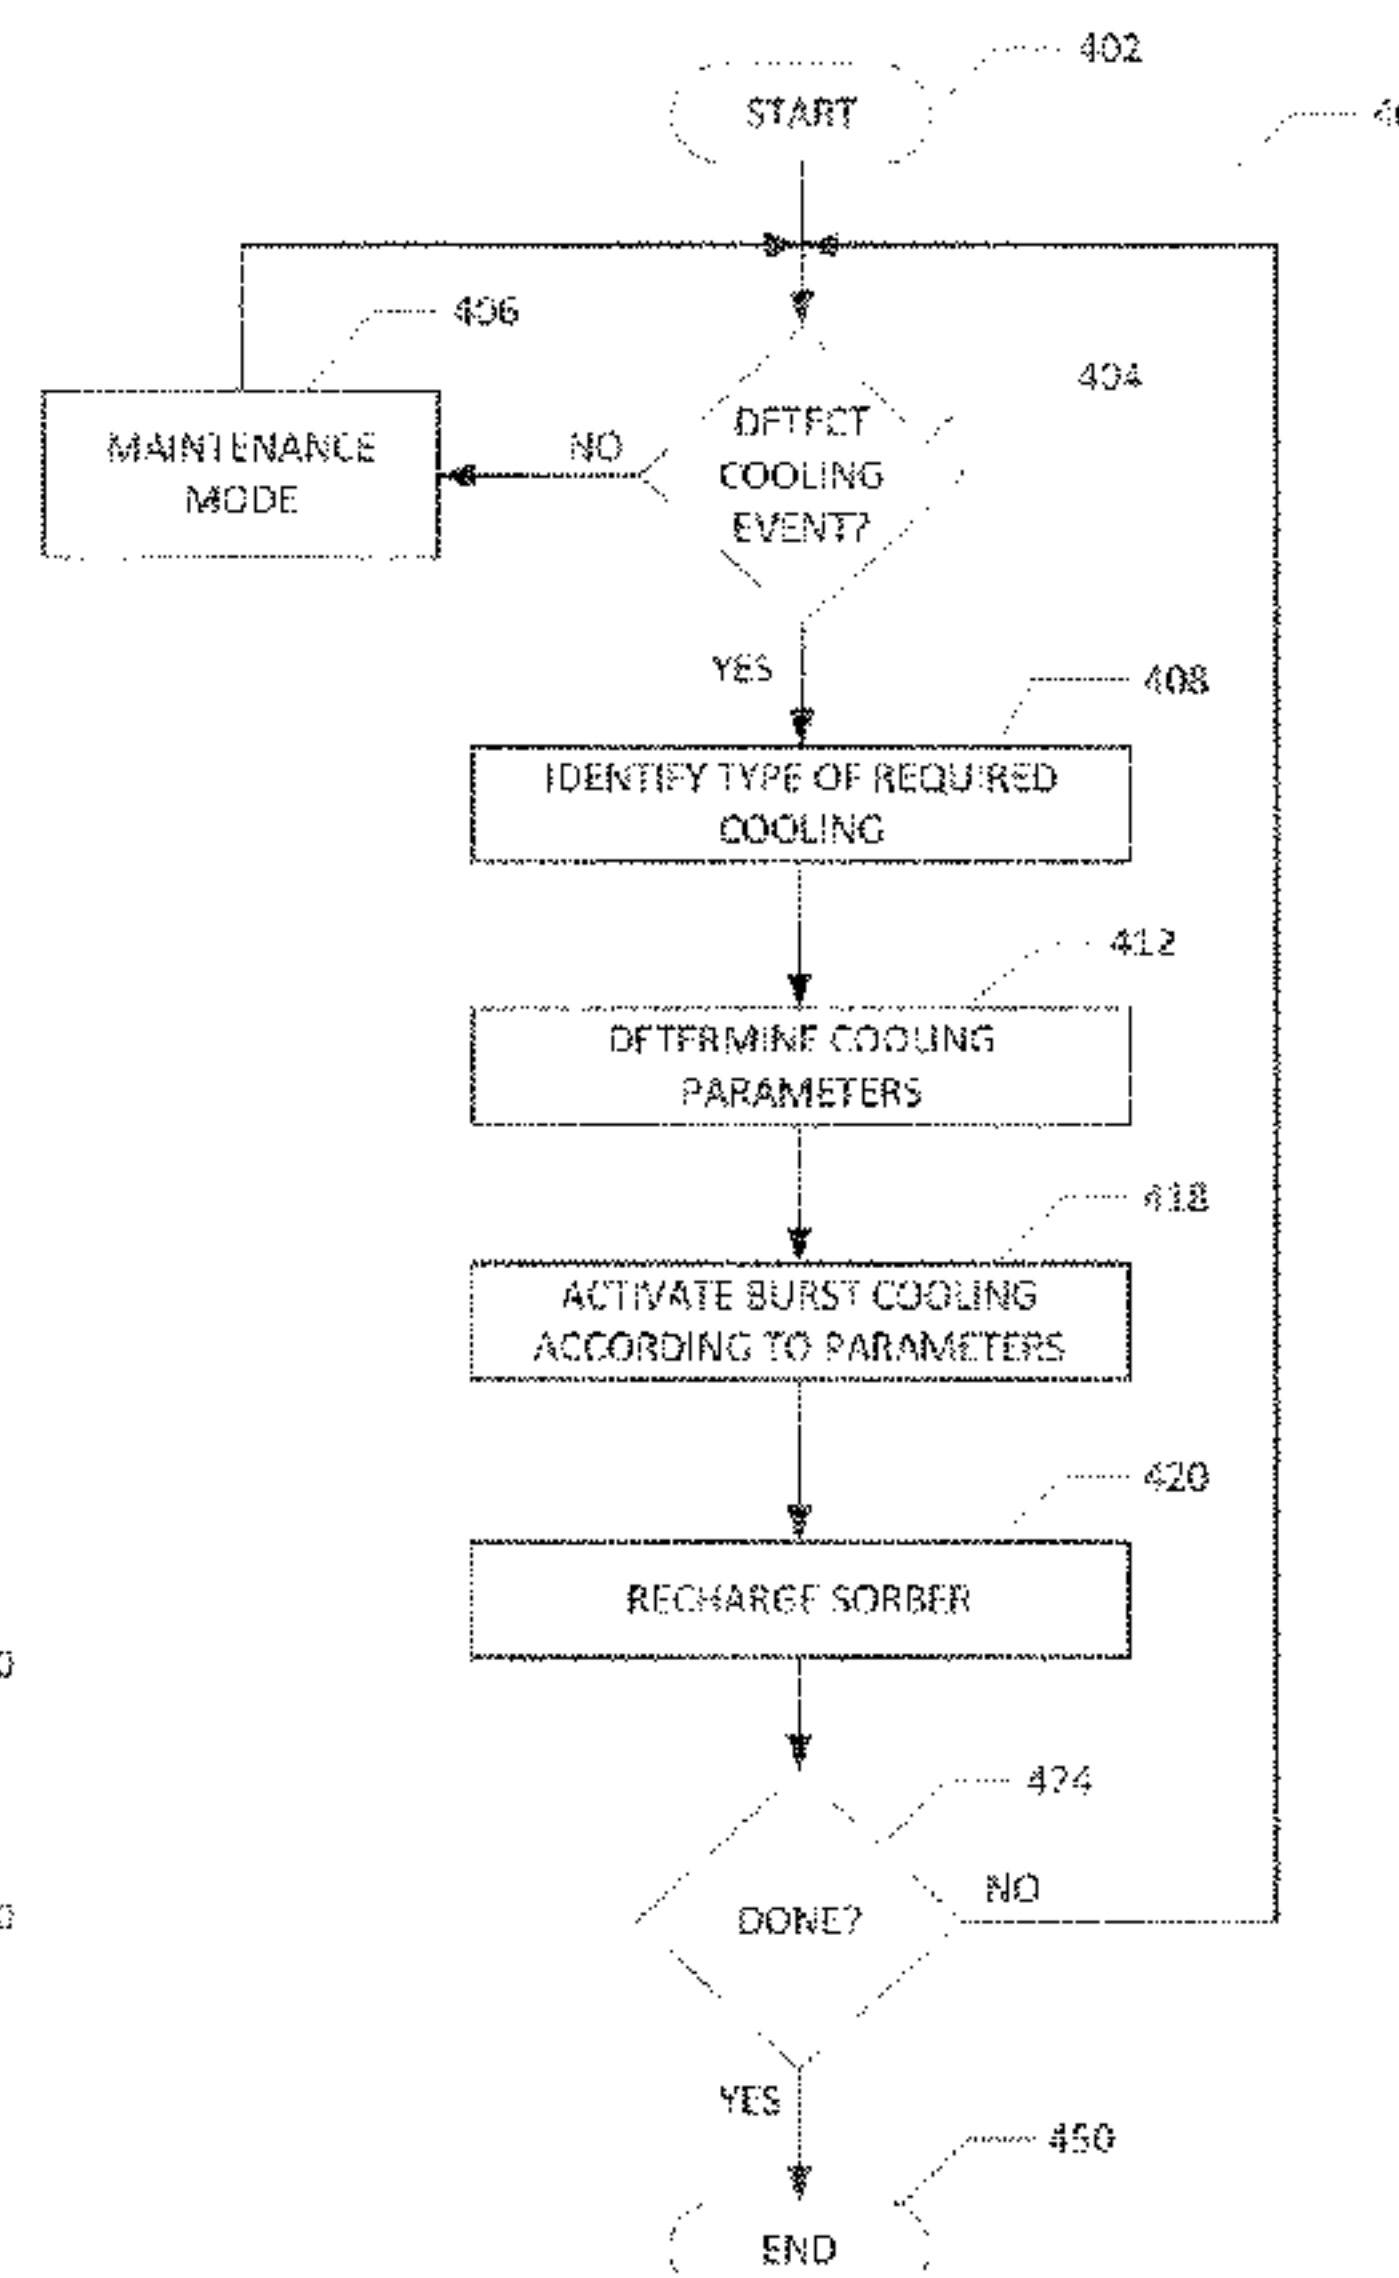 402
START
406
404
DETECT
COOLING
EVENT?
NO
MAINTENANCE
MODE
YES
408
IDENTIFY TYPE OF REQUIRED
COOLING
412
DETERMINE COOLING
PARAMETERS
418
ACTIVATE BURST COOLING
ACCORDING TO PARAMETERS
420
RECHARGE SORBER
424
DONE?
NO
YES
450
END